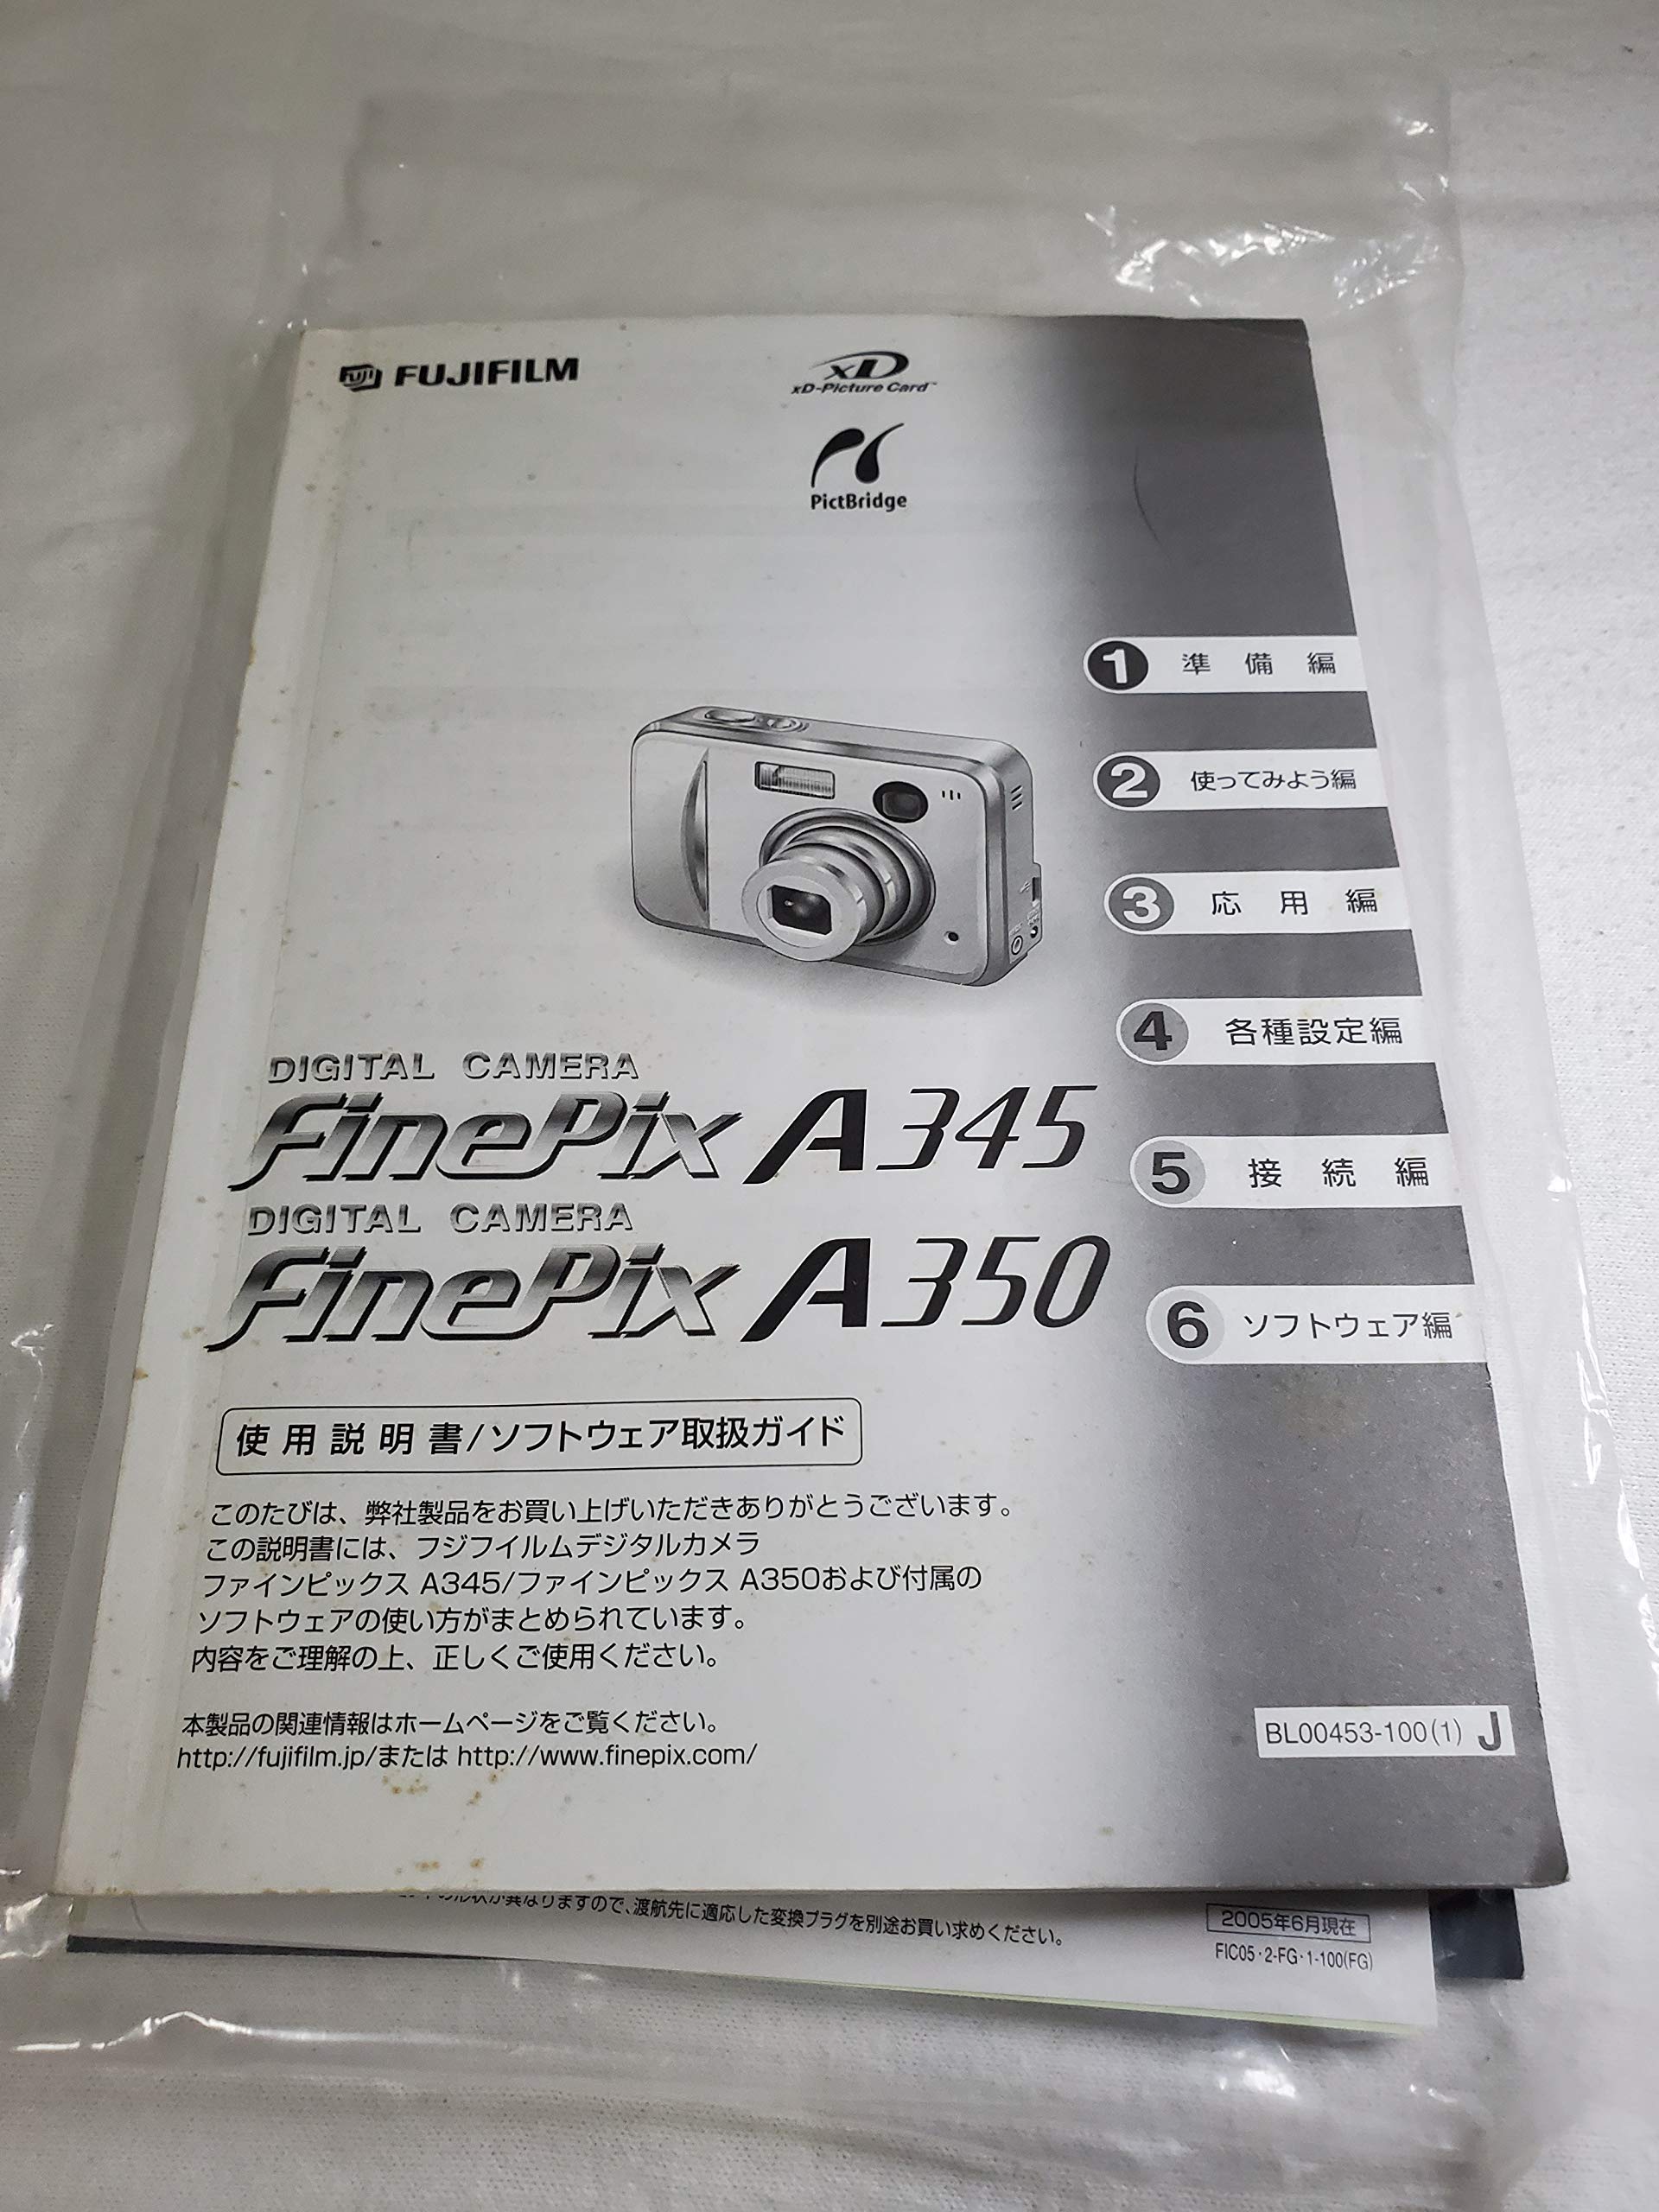 FUJI FUJIFILM
xD
xD-Picture Card™
PictBridge
1 準備編
2 使ってみよう編
3 応用編
4 各種設定編
5 接続編
6 ソフトウェア編
DIGITAL CAMERA
FinePix A345
DIGITAL CAMERA
FinePix A350
使用説明書/ソフトウェア取扱ガイド
このたびは、弊社製品をお買い上げいただきありがとうございます。
この説明書には、フジフイルムデジタルカメラ
ファインピックス A345/ファインピックス A350および付属の
ソフトウェアの使い方がまとめられています。
内容をご理解の上、正しくご使用ください。
本製品の関連情報はホームページをご覧ください。
http://fujifilm.jp/または http://www.finepix.com/
BL00453-100(1) J
の形状が異なりますので、渡航先に適応した変換プラグを別途お買い求めください。
2005年6月現在
FIC05・2-FG・1-100(FG)